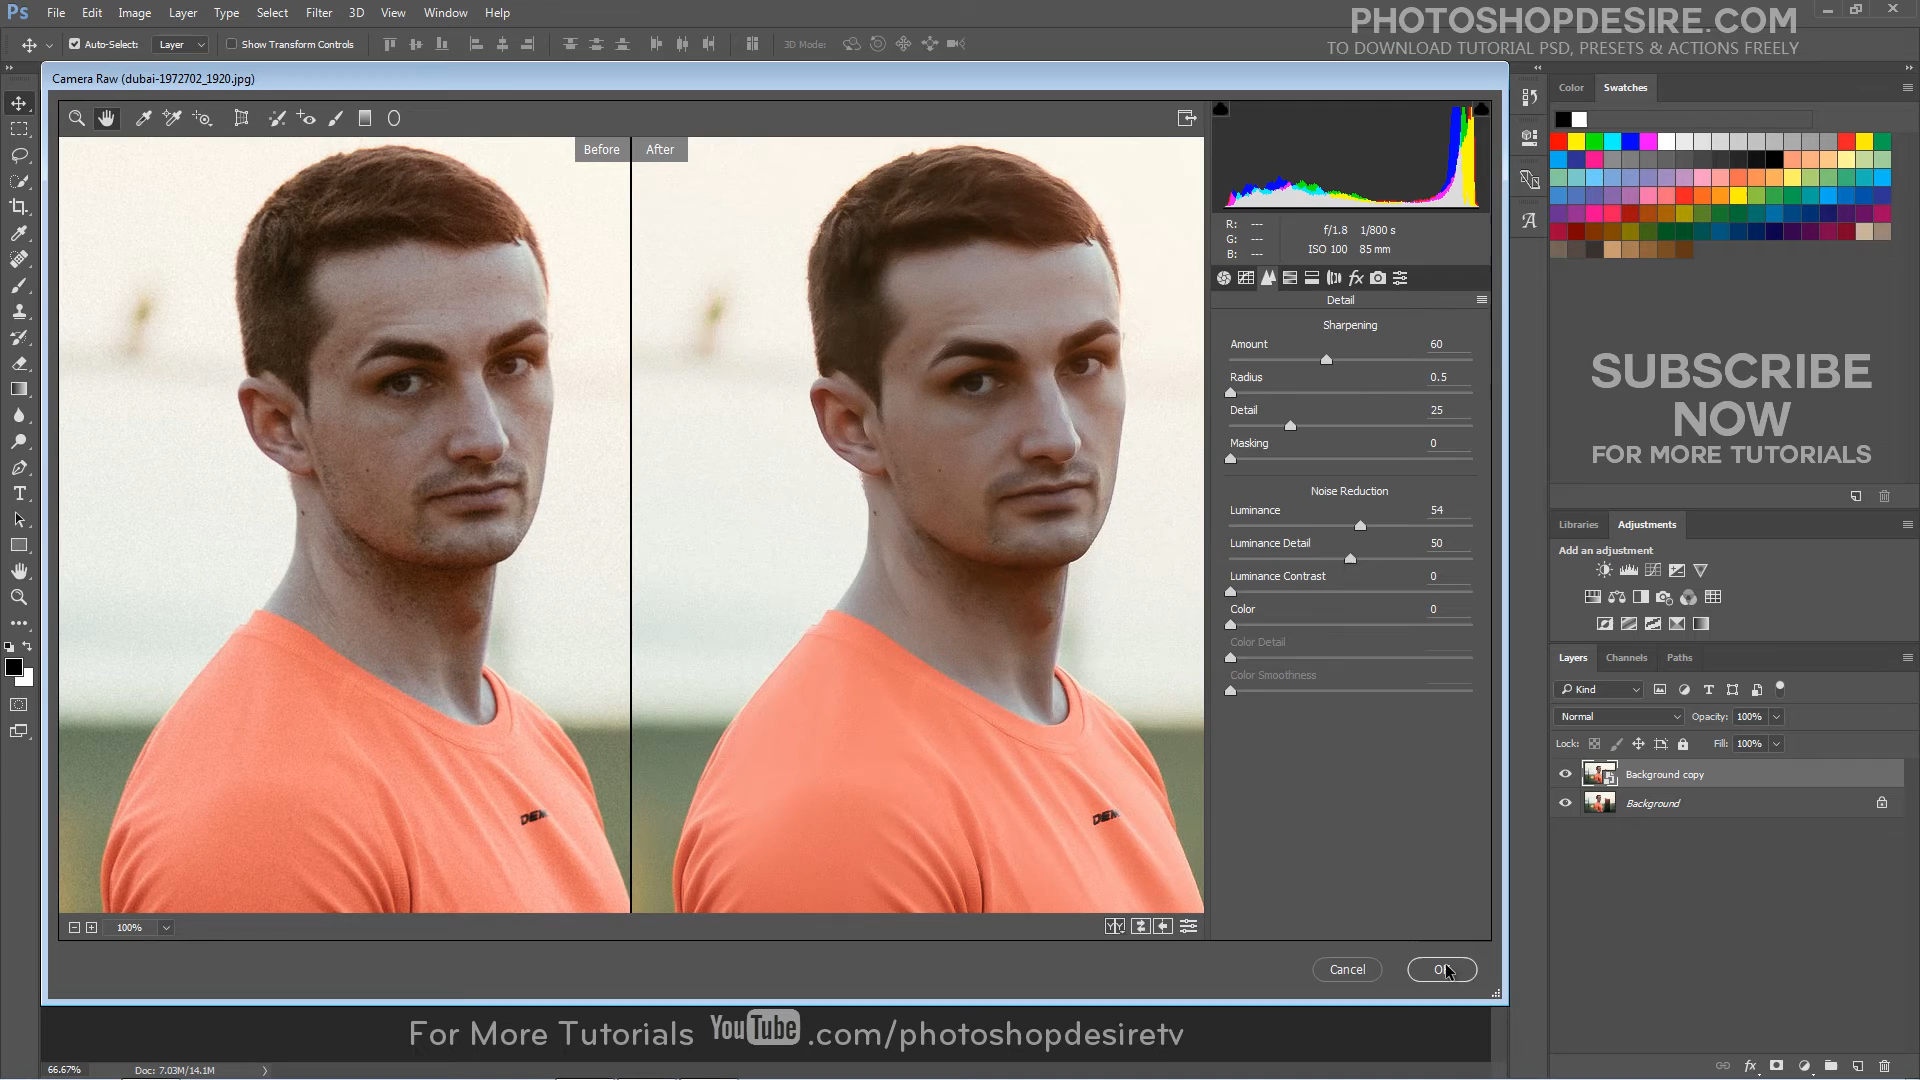 Ps File Edit Image Layer Type Select Filter 3D View Window Help
PHOTOSHOPDESIRE.COM
Auto-Select: Layer Show Transform Controls 3D Mode:
TO DOWNLOAD TUTORIAL PSD, PRESETS & ACTIONS FREELY
Camera Raw (dubai-1972702_1920.jpg)
Before After
R: ---
G: ---
B: ---
f/1.8 1/800 s
ISO 100 85 mm
Detail
Sharpening
Amount 60
Radius 0.5
Detail 25
Masking 0
Noise Reduction
Luminance 54
Luminance Detail 50
Luminance Contrast 0
Color 0
Color Detail
Color Smoothness
100%
Cancel
Color Swatches
SUBSCRIBE
NOW
FOR MORE TUTORIALS
Libraries Adjustments
Add an adjustment
Layers Channels Paths
Kind
Normal Opacity: 100%
Lock: Fill: 100%
Background copy
Background
For More Tutorials YouTube.com/photoshopdesiretv
66.67% Doc: 7.03M/14.1M